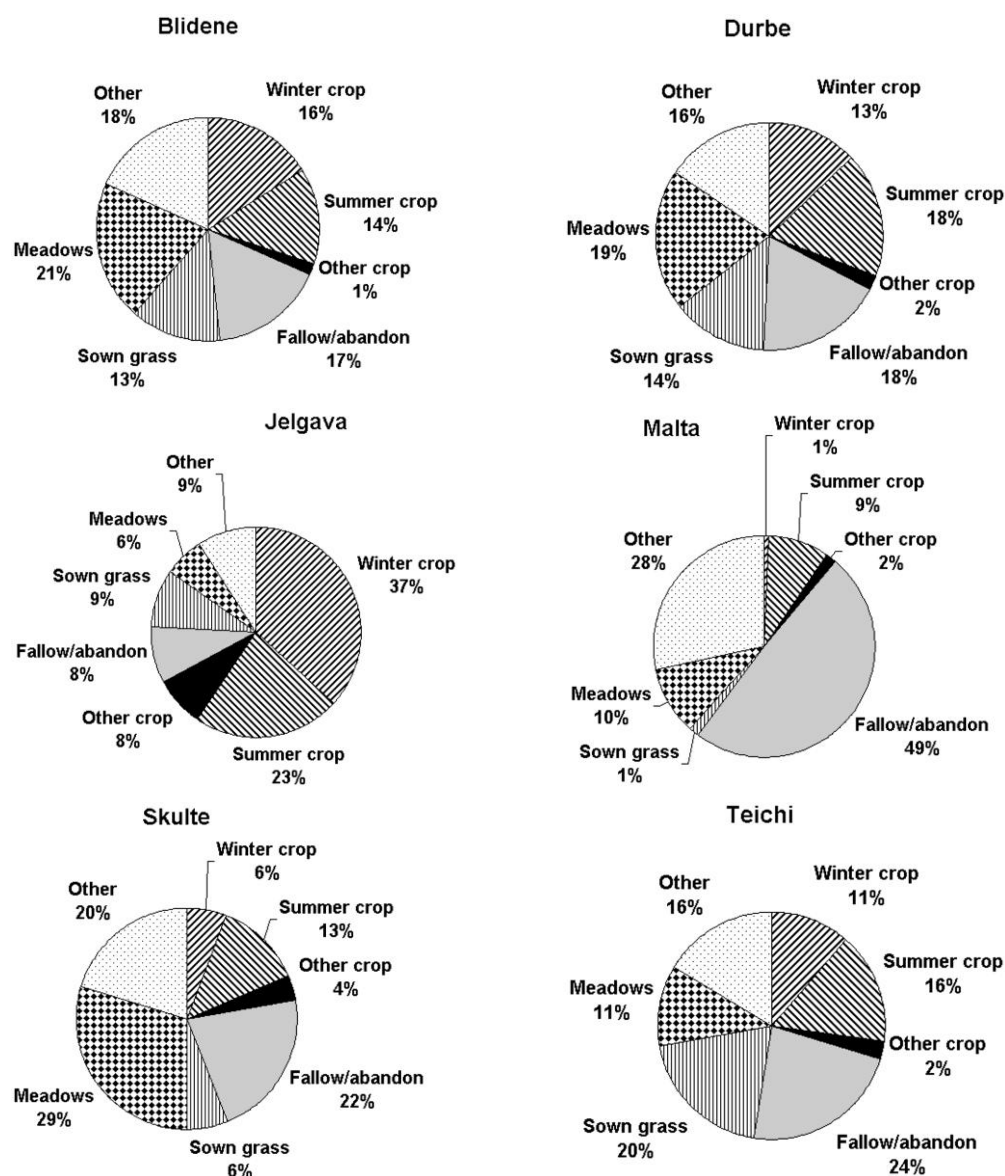 Blidene
Winter crop
16%
Summer crop
14%
Other crop
1%
Fallow/abandon
17%
Sown grass
13%
Meadows
21%
Other
18%
Durbe
Winter crop
13%
Summer crop
18%
Other crop
2%
Fallow/abandon
18%
Sown grass
14%
Meadows
19%
Other
16%
Jelgava
Winter crop
37%
Summer crop
23%
Other crop
8%
Fallow/abandon
8%
Sown grass
9%
Meadows
6%
Other
9%
Malta
Winter crop
1%
Summer crop
9%
Other crop
2%
Fallow/abandon
49%
Sown grass
1%
Meadows
10%
Other
28%
Skulte
Winter crop
6%
Summer crop
13%
Other crop
4%
Fallow/abandon
22%
Sown grass
6%
Meadows
29%
Other
20%
Teichi
Winter crop
11%
Summer crop
16%
Other crop
2%
Fallow/abandon
24%
Sown grass
20%
Meadows
11%
Other
16%